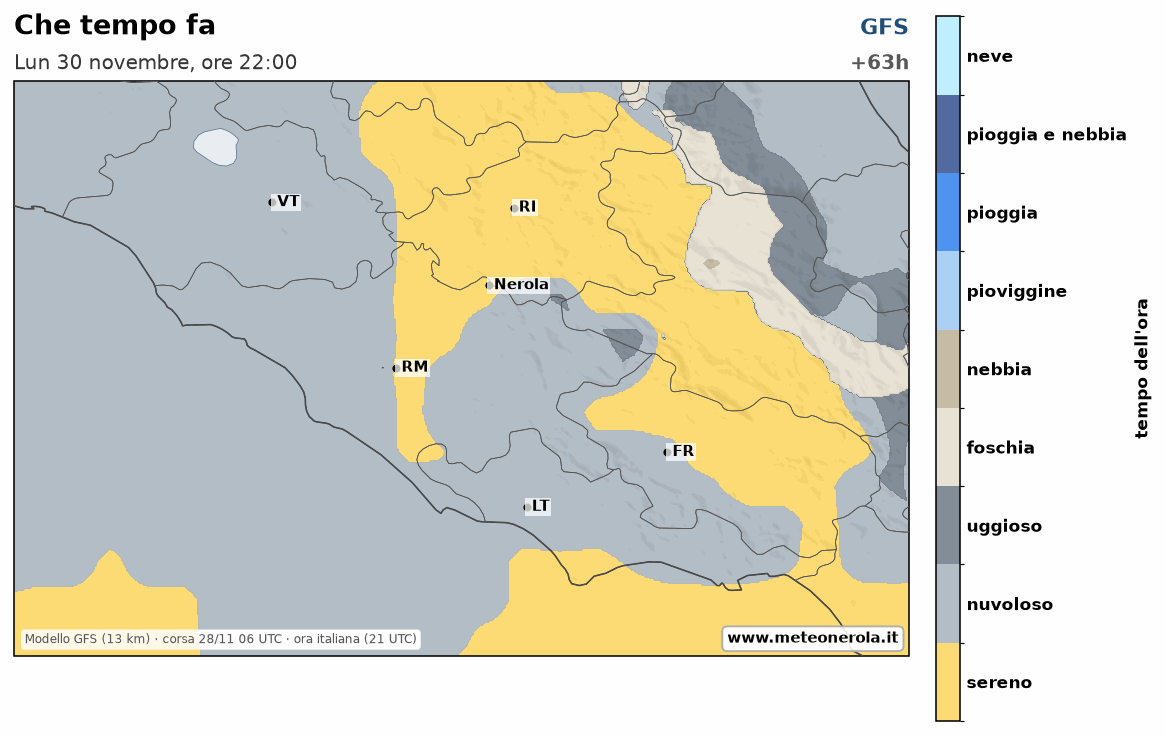 Che tempo fa
GFS
Lun 30 novembre, ore 22:00
+63h
VT
RI
Nerola
RM
FR
LT
Modello GFS (13 km) · corsa 28/11 06 UTC · ora italiana (21 UTC)
www.meteonerola.it
neve
pioggia e nebbia
pioggia
pioviggine
nebbia
foschia
uggioso
nuvoloso
sereno
tempo dell'ora